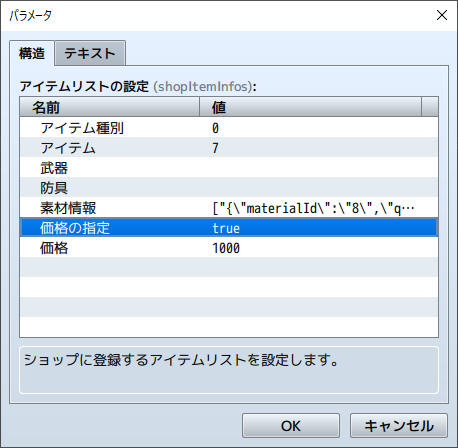 パラメータ
構造 テキスト
アイテムリストの設定 (shopItemInfos):
名前 値
アイテム種別 0
アイテム 7
武器
防具
素材情報 ["{\"materialId\":\"8\",\"q…
価格の指定 true
価格 1000
ショップに登録するアイテムリストを設定します。
OK キャンセル